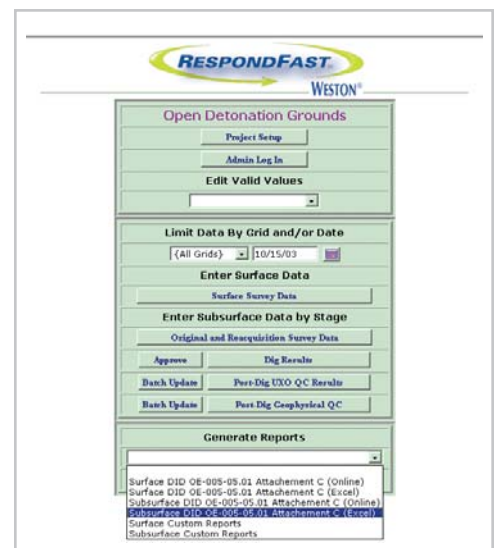 RESPONDFAST
WESTON®
Open Detonation Grounds
Project Setup
Admin Log In
Edit Valid Values
Limit Data By Grid and/or Date
{All Grids} 10/15/03
Enter Surface Data
Surface Survey Data
Enter Subsurface Data by Stage
Original and Reacquirition Survey Data
Approve Dig Results
Batch Update Post-Dig UXO QC Results
Batch Update Post Dig Geophysical QC
Generate Reports
Surface DID OE-005-05.01 Attachement C (Online)
Surface DID OE-005-05.01 Attachement C (Excel)
Subsurface DID OE-005-05.01 Attachement C (Online)
Subsurface DID OE-005-05.01 Attachement C (Excel)
Surface Custom Reports
Subsurface Custom Reports